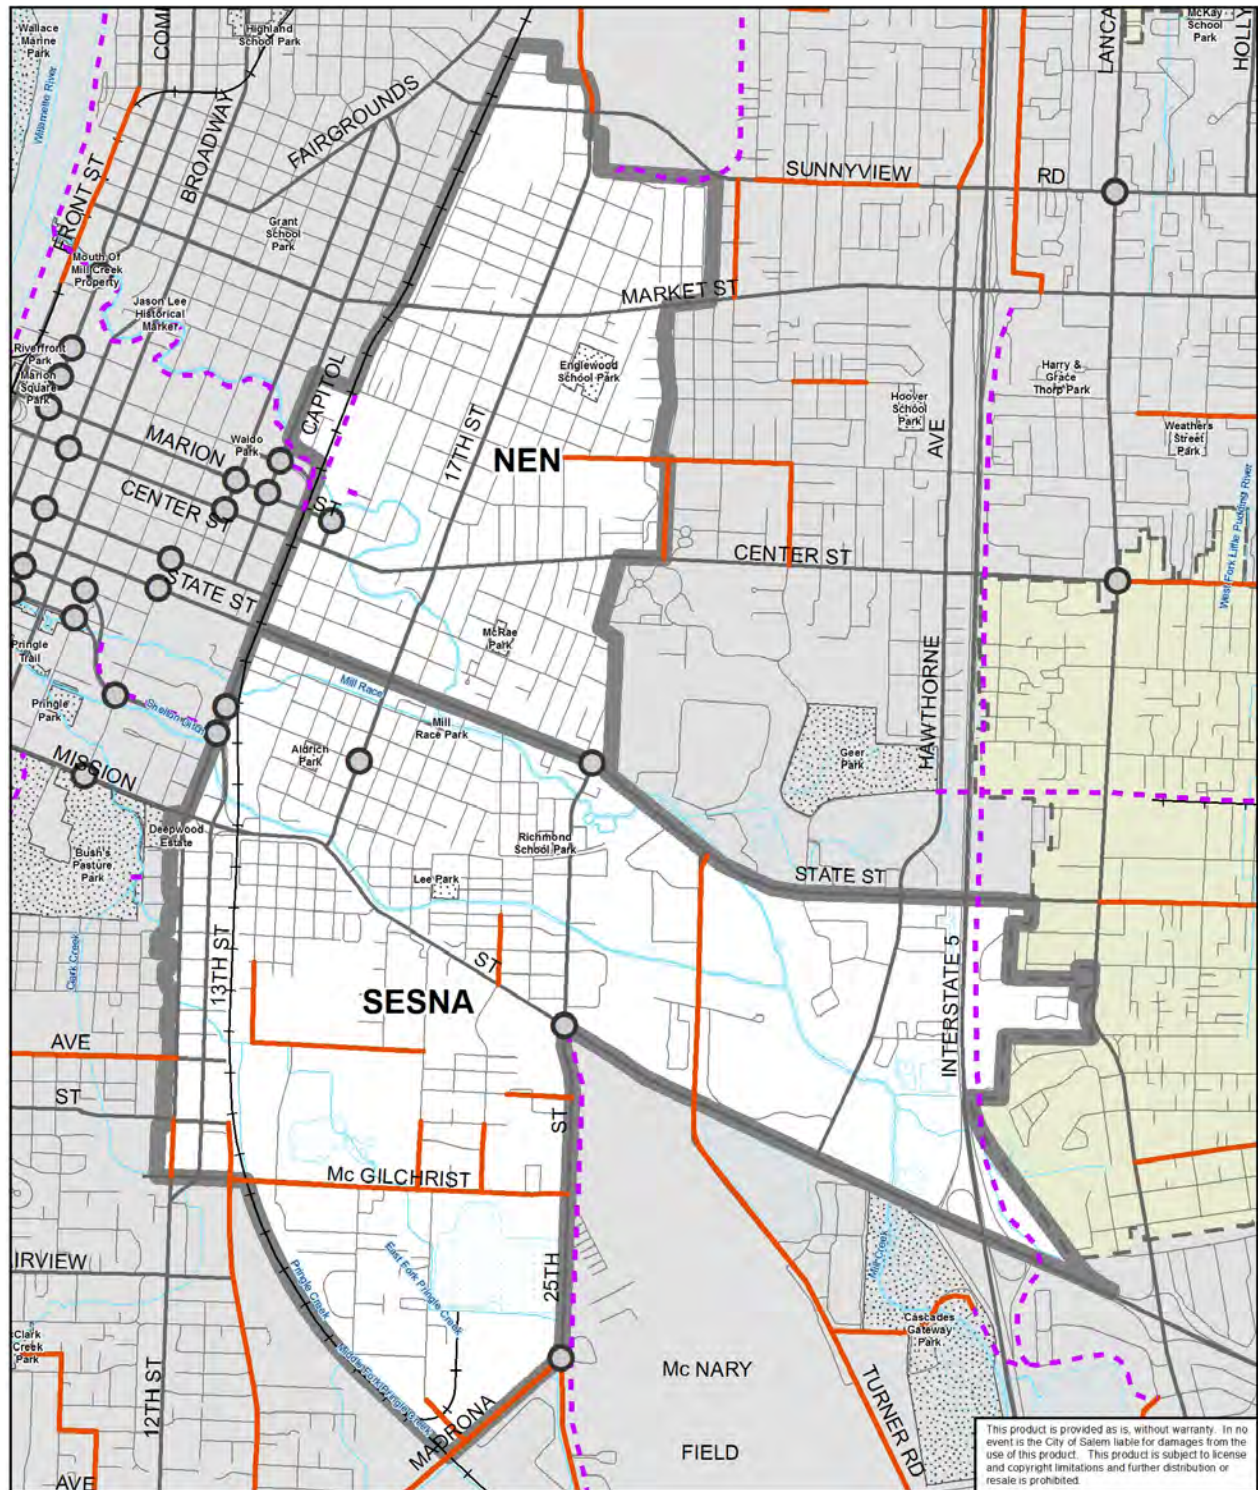 Wallace
Marine
Park
Highland
School Park
McKay
School
Park
COM
LANCA
HOLLY
Willamette River
BROADWAY
FAIRGROUNDS
FRONT ST
SUNNYVIEW
RD
Grant
School
Park
Mouth Of
Mill Creek
Property
Jason Lee
Historical
Marker
MARKET ST
Riverfront
Park
Marion
Square
Park
Englewood
School Park
Harry &
Grace
Thorp Park
CAPITOL
Hoover
School
Park
Weathers
Street
Park
MARION
Waldo
Park
17TH ST
NEN
AVE
CENTER ST
ST
CENTER ST
West Fork Little Pudding River
STATE ST
McRae
Park
Pringle
Trail
Mill Race
Pringle
Park
Shelton Ditch
Mill
Race Park
HAWTHORNE
MISSION
Aldrich
Park
Geer
Park
Deepwood
Estate
Richmond
School Park
Bush's
Pasture
Park
Lee Park
STATE ST
13TH ST
ST
Clark Creek
SESNA
INTERSTATE 5
AVE
ST
ST
Mc GILCHRIST
IRVIEW
East Fork Pringle Creek
25TH
Pringle Creek
Mill Creek
Cascades
Gateway
Park
Clark
Creek
Park
Middle Fork Pringle Creek
12TH ST
Mc NARY
TURNER RD
MADRONA
FIELD
AVE
This product is provided as is, without warranty. In no
event is the City of Salem liable for damages from the
use of this product. This product is subject to license
and copyright limitations and further distribution or
resale is prohibited.